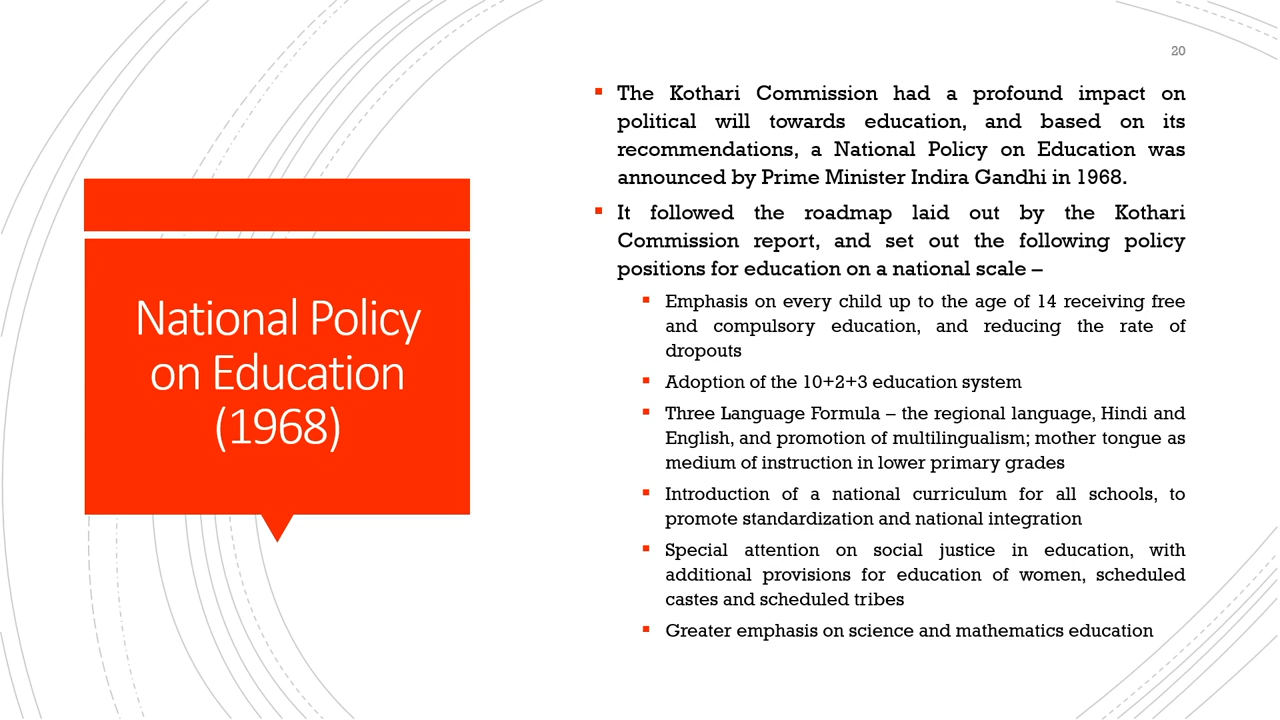 20
National Policy
on Education
(1968)
The Kothari Commission had a profound impact on
political will towards education, and based on its
recommendations, a National Policy on Education was
announced by Prime Minister Indira Gandhi in 1968.
It followed the roadmap laid out by the Kothari
Commission report, and set out the following policy
positions for education on a national scale –
Emphasis on every child up to the age of 14 receiving free
and compulsory education, and reducing the rate of
dropouts
Adoption of the 10+2+3 education system
Three Language Formula – the regional language, Hindi and
English, and promotion of multilingualism; mother tongue as
medium of instruction in lower primary grades
Introduction of a national curriculum for all schools, to
promote standardization and national integration
Special attention on social justice in education, with
additional provisions for education of women, scheduled
castes and scheduled tribes
Greater emphasis on science and mathematics education